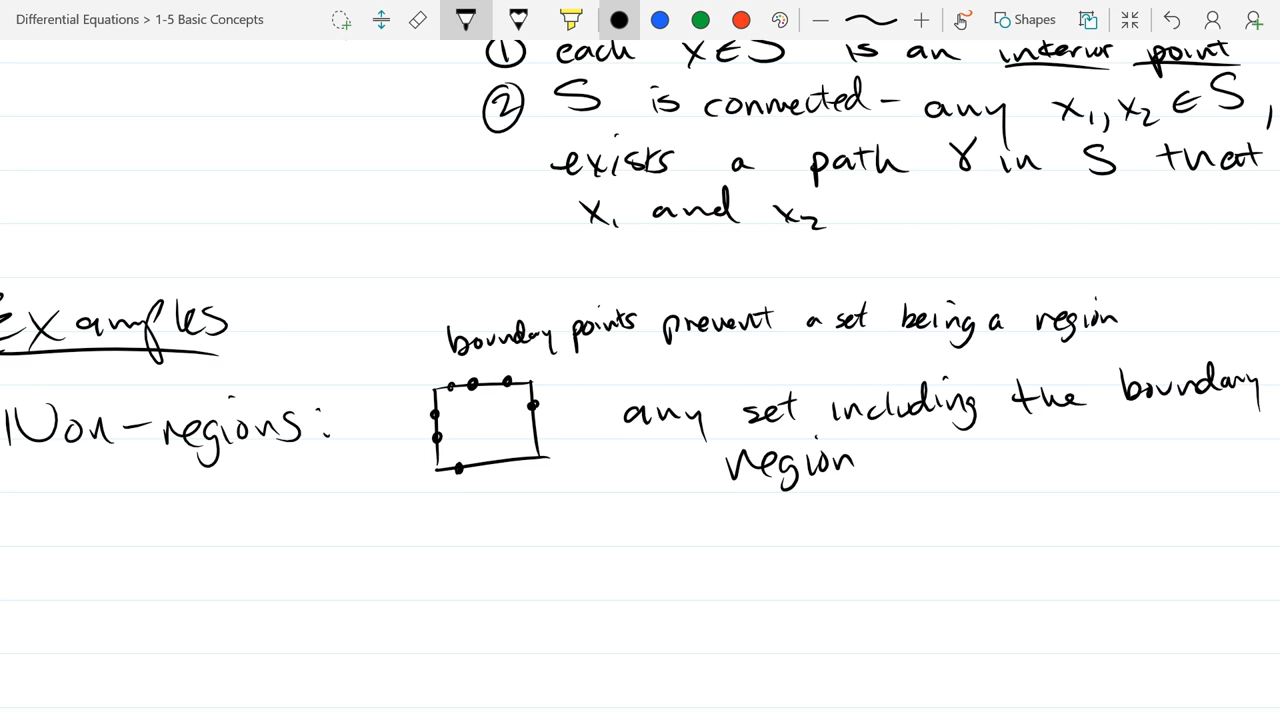 Differential Equations > 1-5 Basic Concepts
Shapes
① each x∈S is an interior point
② S is connected - any x₁, x₂ ∈ S,
exists a path γ in S that
x₁ and x₂
Examples
boundary points prevent a set being a region
Non-regions:
any set including the boundary
region